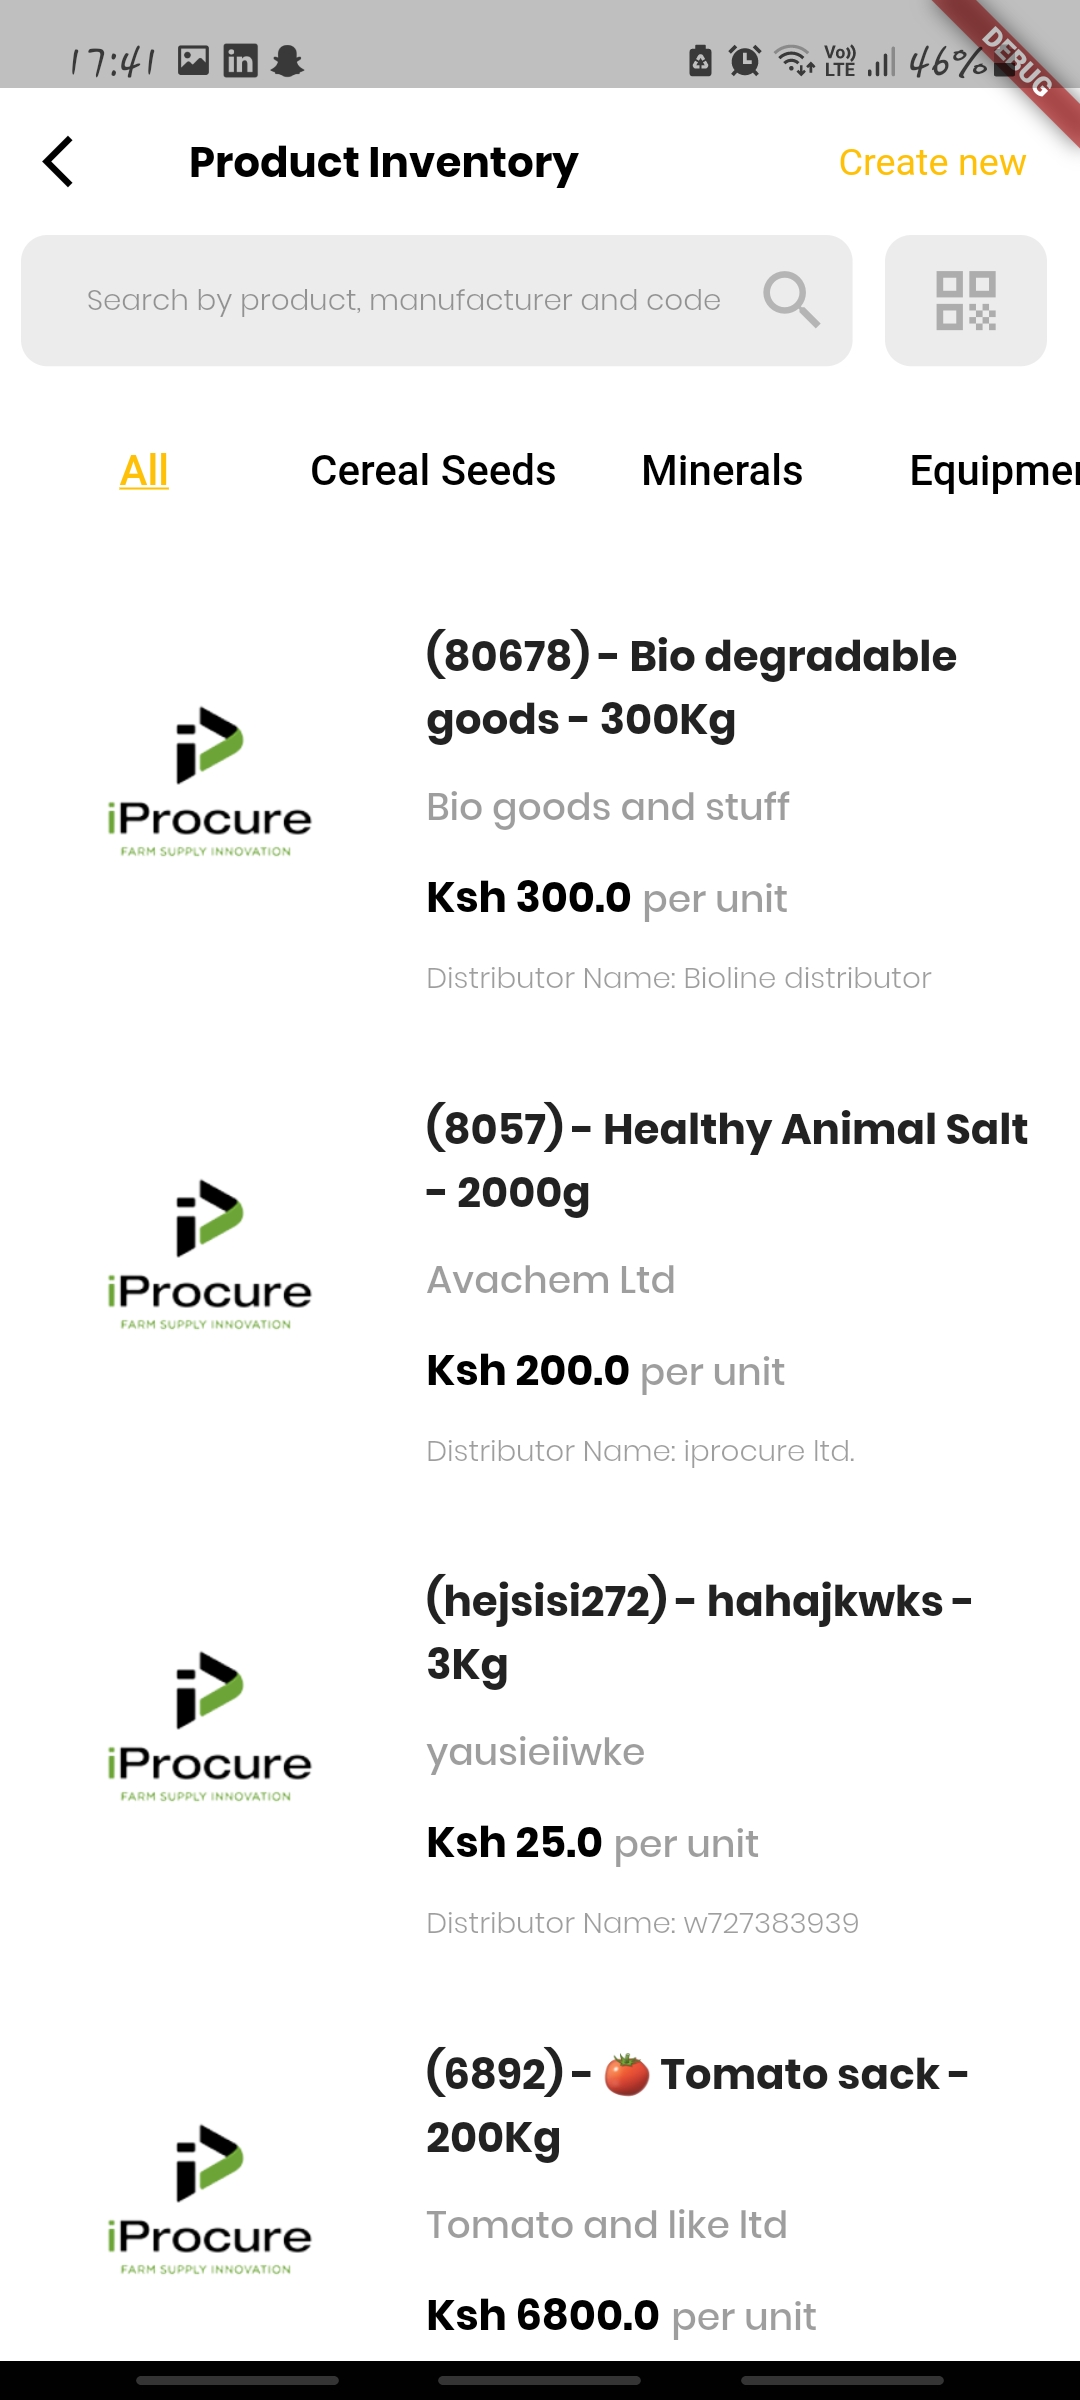 17:41
Vo))
LTE
46%
DEBUG
Product Inventory
Create new
Search by product, manufacturer and code
All
Cereal Seeds
Minerals
Equipmen
(80678) - Bio degradable
goods - 300Kg
Bio goods and stuff
Ksh 300.0 per unit
Distributor Name: Bioline distributor
iProcure
FARM SUPPLY INNOVATION
(8057) - Healthy Animal Salt
- 2000g
Avachem Ltd
Ksh 200.0 per unit
Distributor Name: iprocure ltd.
iProcure
FARM SUPPLY INNOVATION
(hejsisi272) - hahajkwks -
3Kg
yausieiiwke
Ksh 25.0 per unit
Distributor Name: w727383939
iProcure
FARM SUPPLY INNOVATION
(6892) - 🍅 Tomato sack -
200Kg
Tomato and like ltd
Ksh 6800.0 per unit
iProcure
FARM SUPPLY INNOVATION